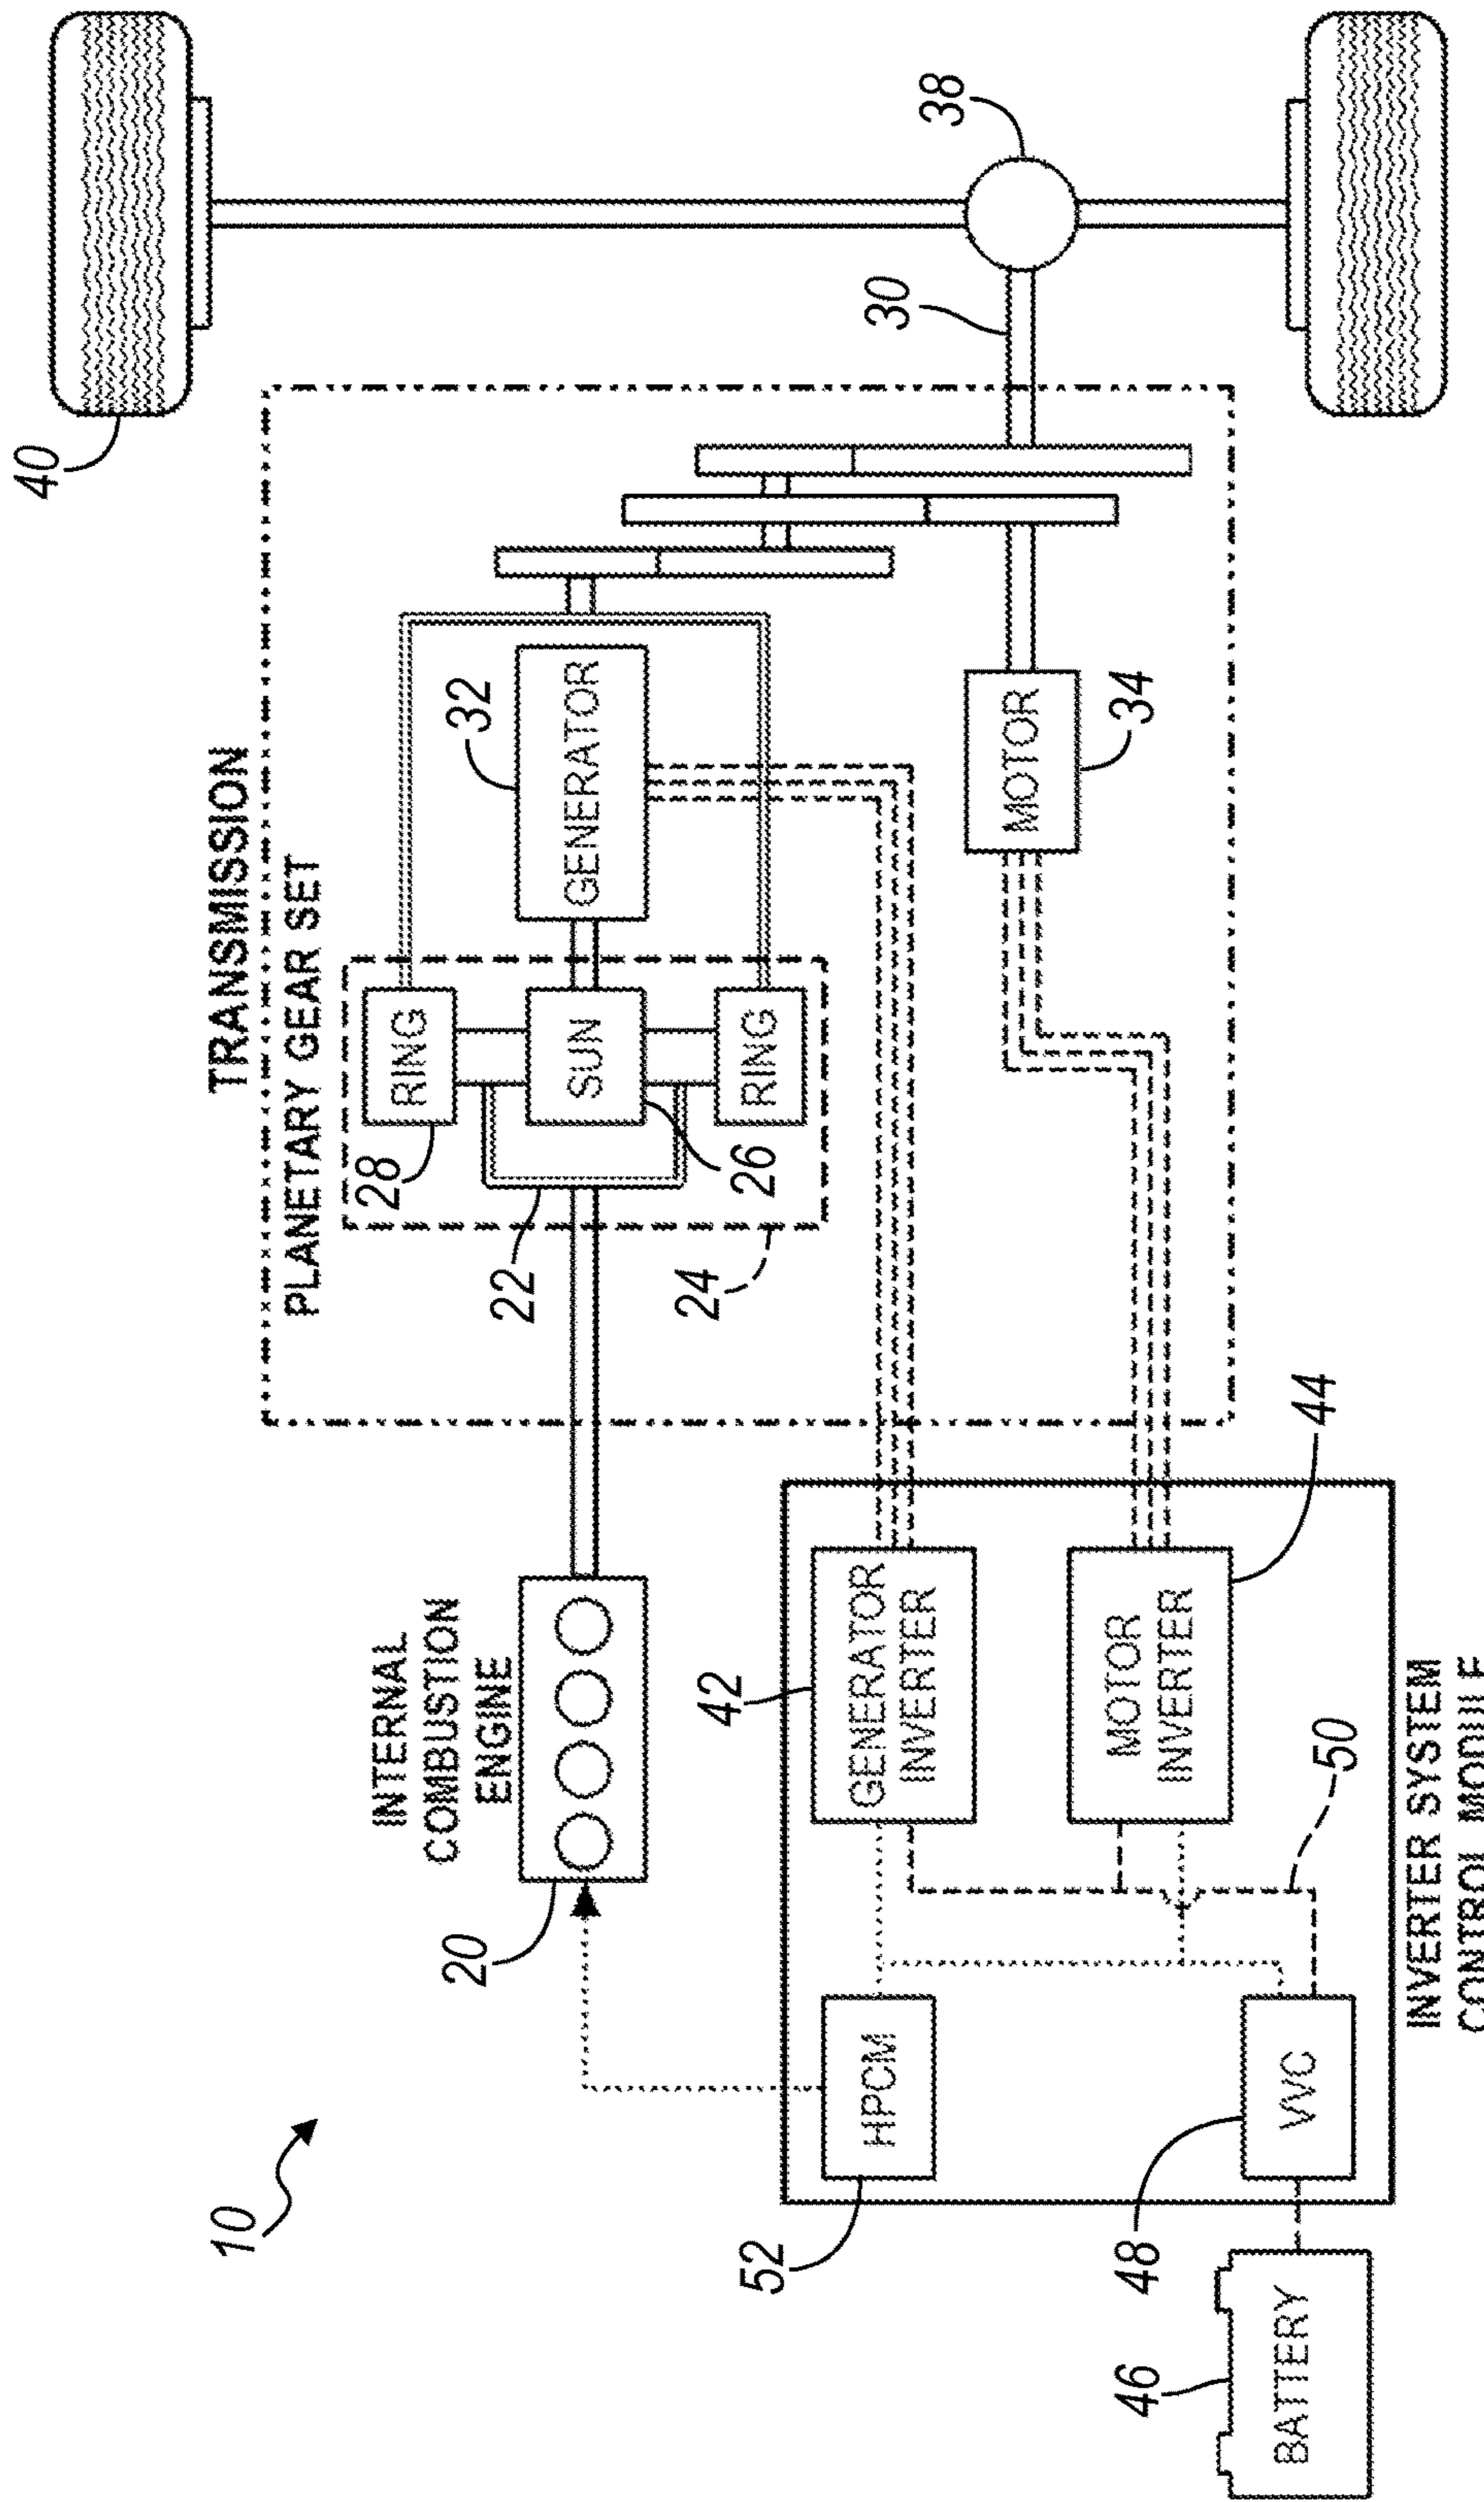 10
TRANSMISSION
PLANETARY GEAR SET
40
INTERNAL
COMBUSTION
ENGINE
20
22
28
RING
SUN
26
RING
24
32
GENERATOR
30
38
MOTOR
34
52
HPCM
42
GENERATOR
INVERTER
MOTOR
INVERTER
44
50
48
VVC
46
BATTERY
INVERTER SYSTEM
CONTROL MODULE